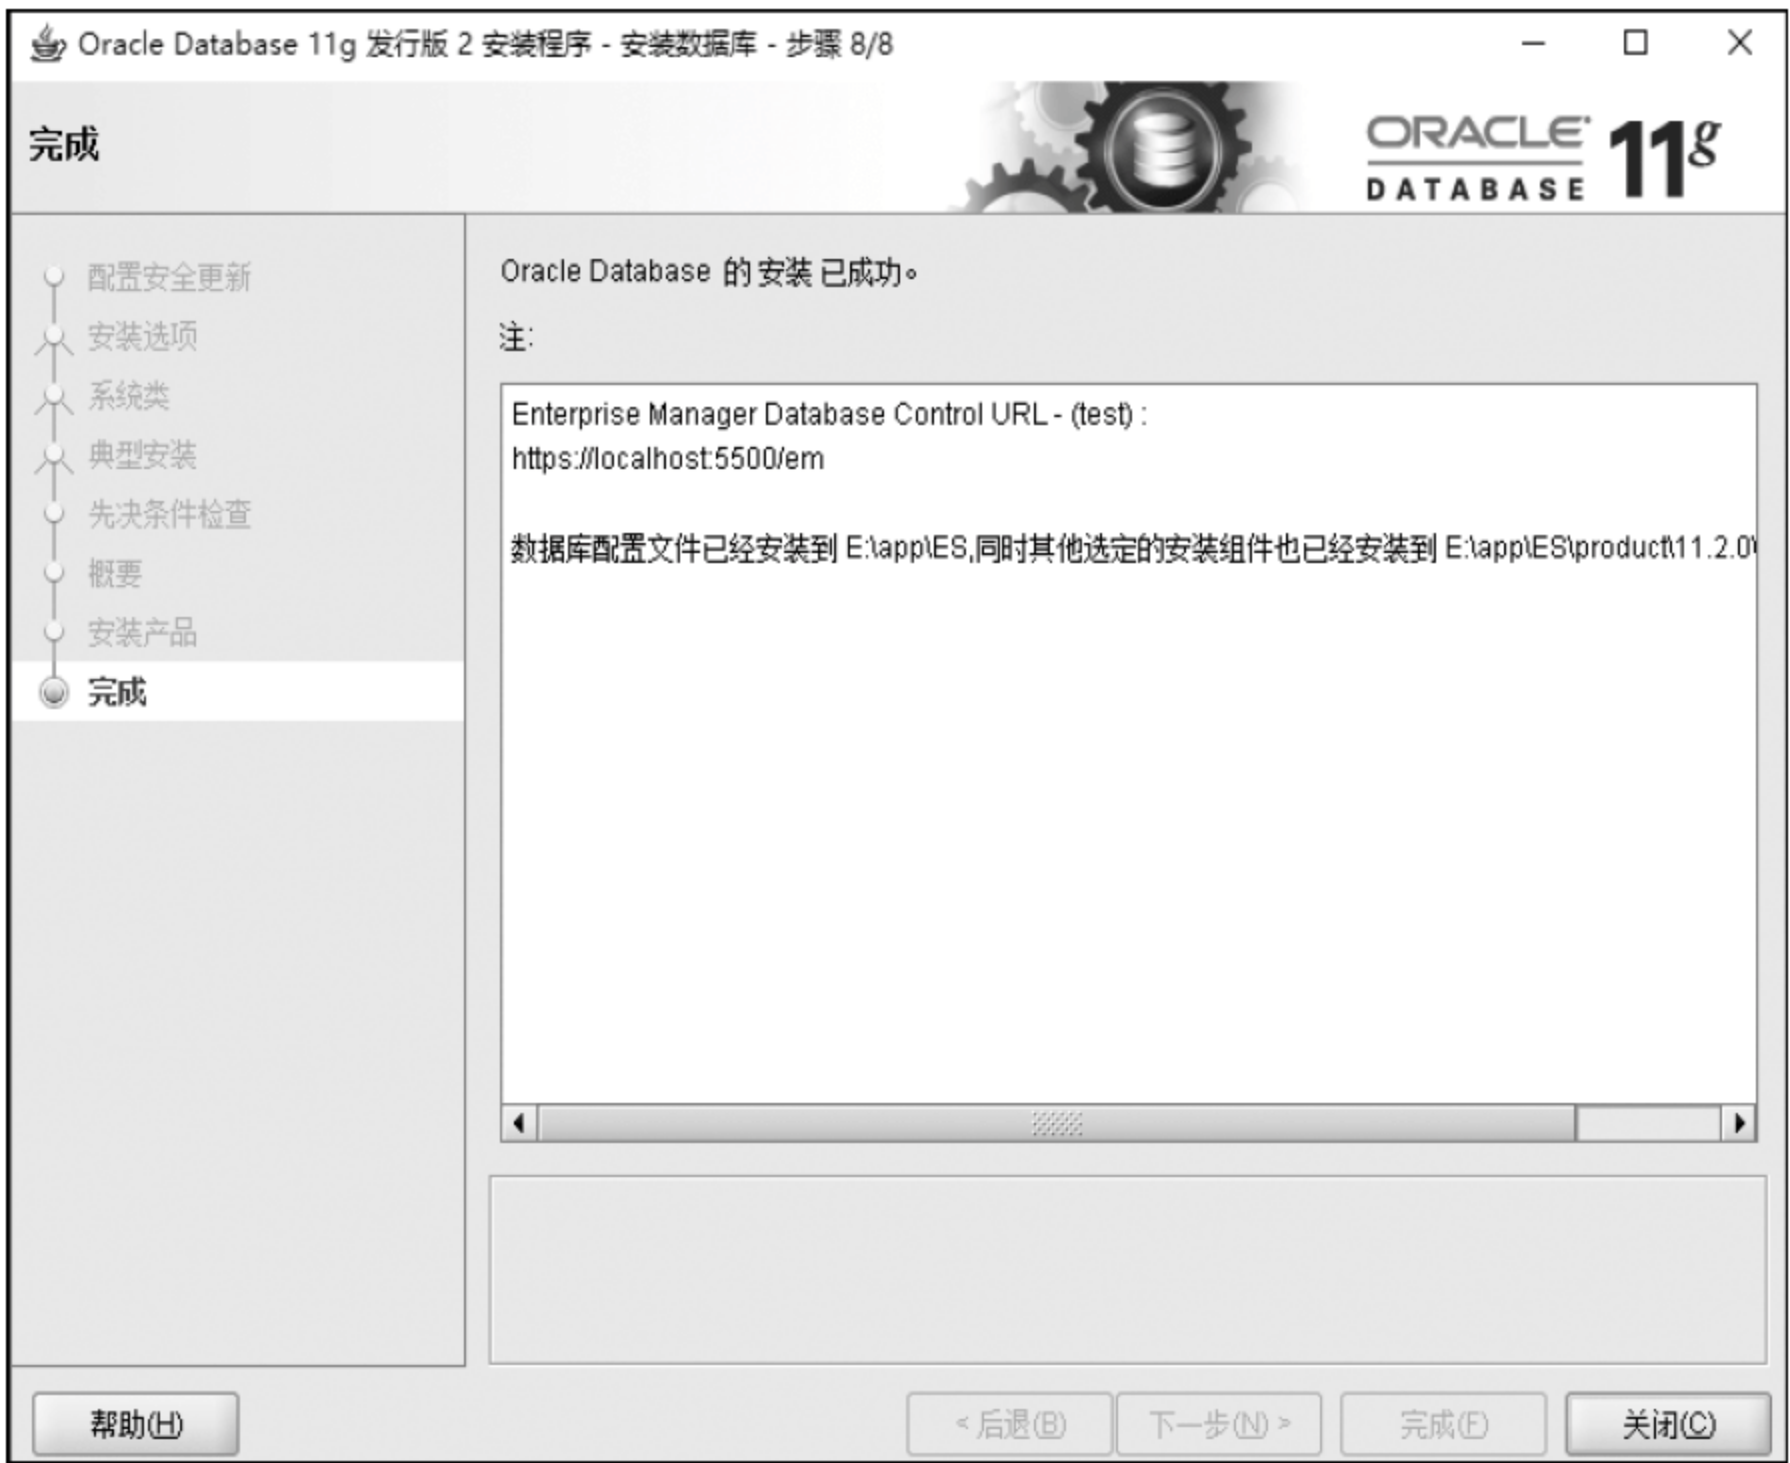 Oracle Database 11g 发行版 2 安装程序 - 安装数据库 - 步骤 8/8
完成
ORACLE
DATABASE
11g
配置安全更新
安装选项
系统类
典型安装
先决条件检查
概要
安装产品
完成
Oracle Database 的 安装 已成功。
注:
Enterprise Manager Database Control URL - (test) :
https://localhost:5500/em
数据库配置文件已经安装到 E:\app\ES,同时其他选定的安装组件也已经安装到 E:\app\ES\product\11.2.0\
帮助(H)
< 后退(B)
下一步(N) >
完成(F)
关闭(C)